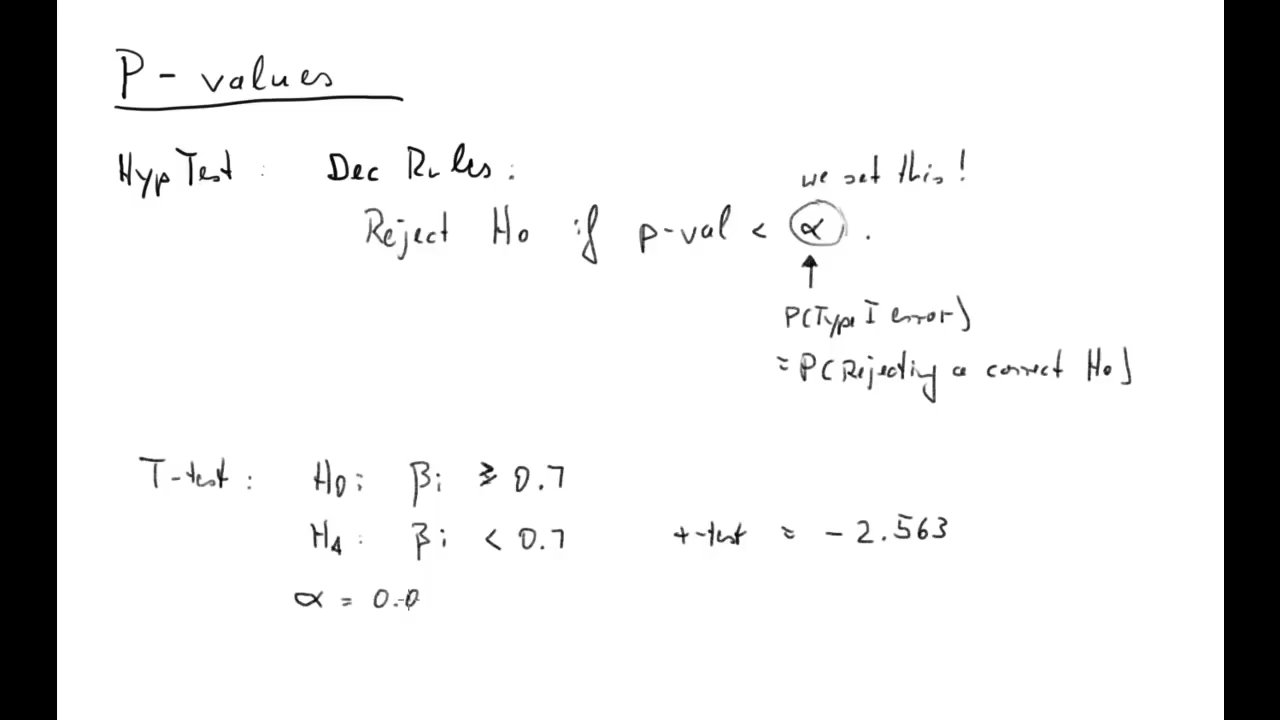 P- values
Hyp Test : Dec Rules :
we set this !
Reject H0 if p-val < α .
P(Type I error)
= P(Rejecting a correct H0)
T-test : H0 : βi ≥ 0.7
HA : βi < 0.7 t-test = - 2.563
α = 0.0